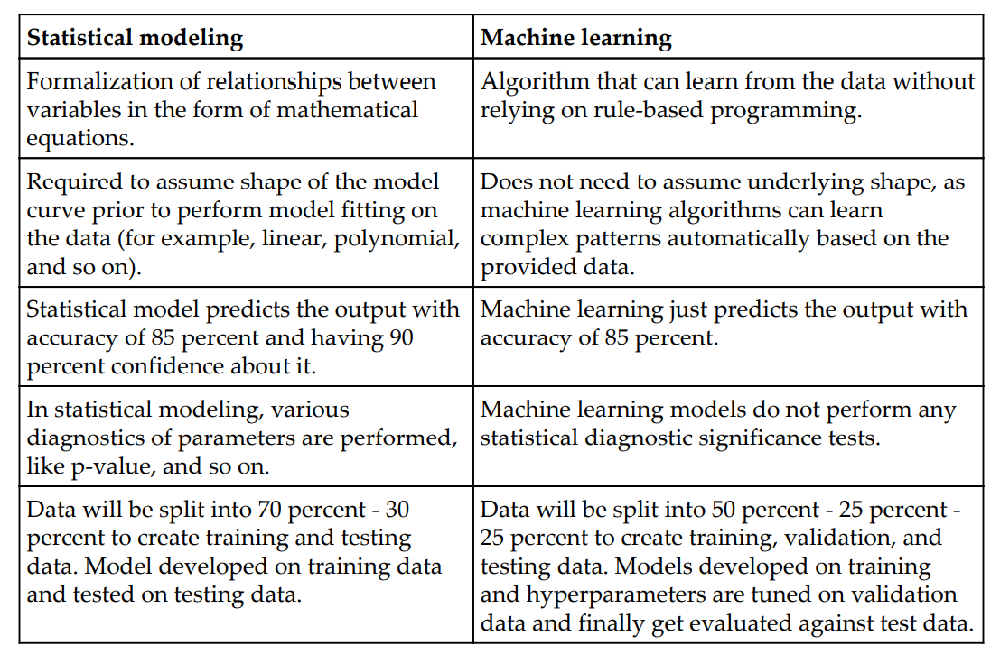 Statistical modeling
Machine learning
Formalization of relationships between
variables in the form of mathematical
equations.
Algorithm that can learn from the data without
relying on rule-based programming.
Required to assume shape of the model
curve prior to perform model fitting on
the data (for example, linear, polynomial,
and so on).
Does not need to assume underlying shape, as
machine learning algorithms can learn
complex patterns automatically based on the
provided data.
Statistical model predicts the output with
accuracy of 85 percent and having 90
percent confidence about it.
Machine learning just predicts the output with
accuracy of 85 percent.
In statistical modeling, various
diagnostics of parameters are performed,
like p-value, and so on.
Machine learning models do not perform any
statistical diagnostic significance tests.
Data will be split into 70 percent - 30
percent to create training and testing
data. Model developed on training data
and tested on testing data.
Data will be split into 50 percent - 25 percent -
25 percent to create training, validation, and
testing data. Models developed on training
and hyperparameters are tuned on validation
data and finally get evaluated against test data.